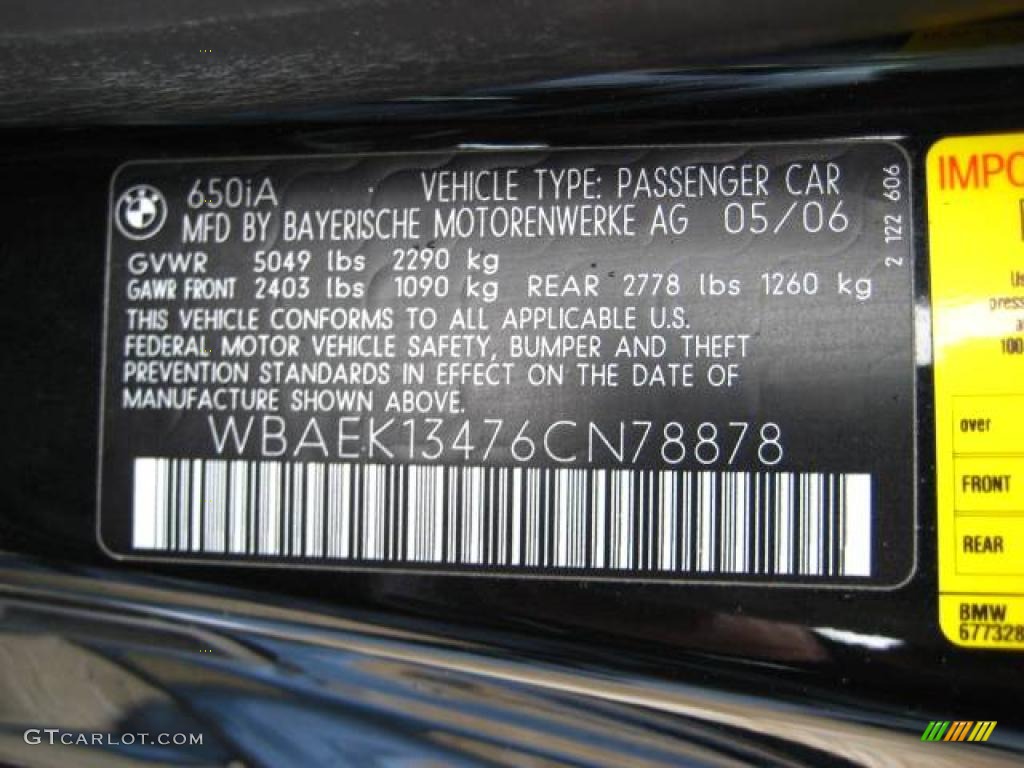 650iA VEHICLE TYPE: PASSENGER CAR
MFD BY BAYERISCHE MOTORENWERKE AG 05/06
GVWR 5049 lbs 2290 kg
GAWR FRONT 2403 lbs 1090 kg REAR 2778 lbs 1260 kg
THIS VEHICLE CONFORMS TO ALL APPLICABLE U.S.
FEDERAL MOTOR VEHICLE SAFETY, BUMPER AND THEFT
PREVENTION STANDARDS IN EFFECT ON THE DATE OF
MANUFACTURE SHOWN ABOVE.
WBAEK13476CN78878
2 122 606
IMPO
Us
press
a
100
over
FRONT
REAR
BMW
677328
GTCARLOT.COM